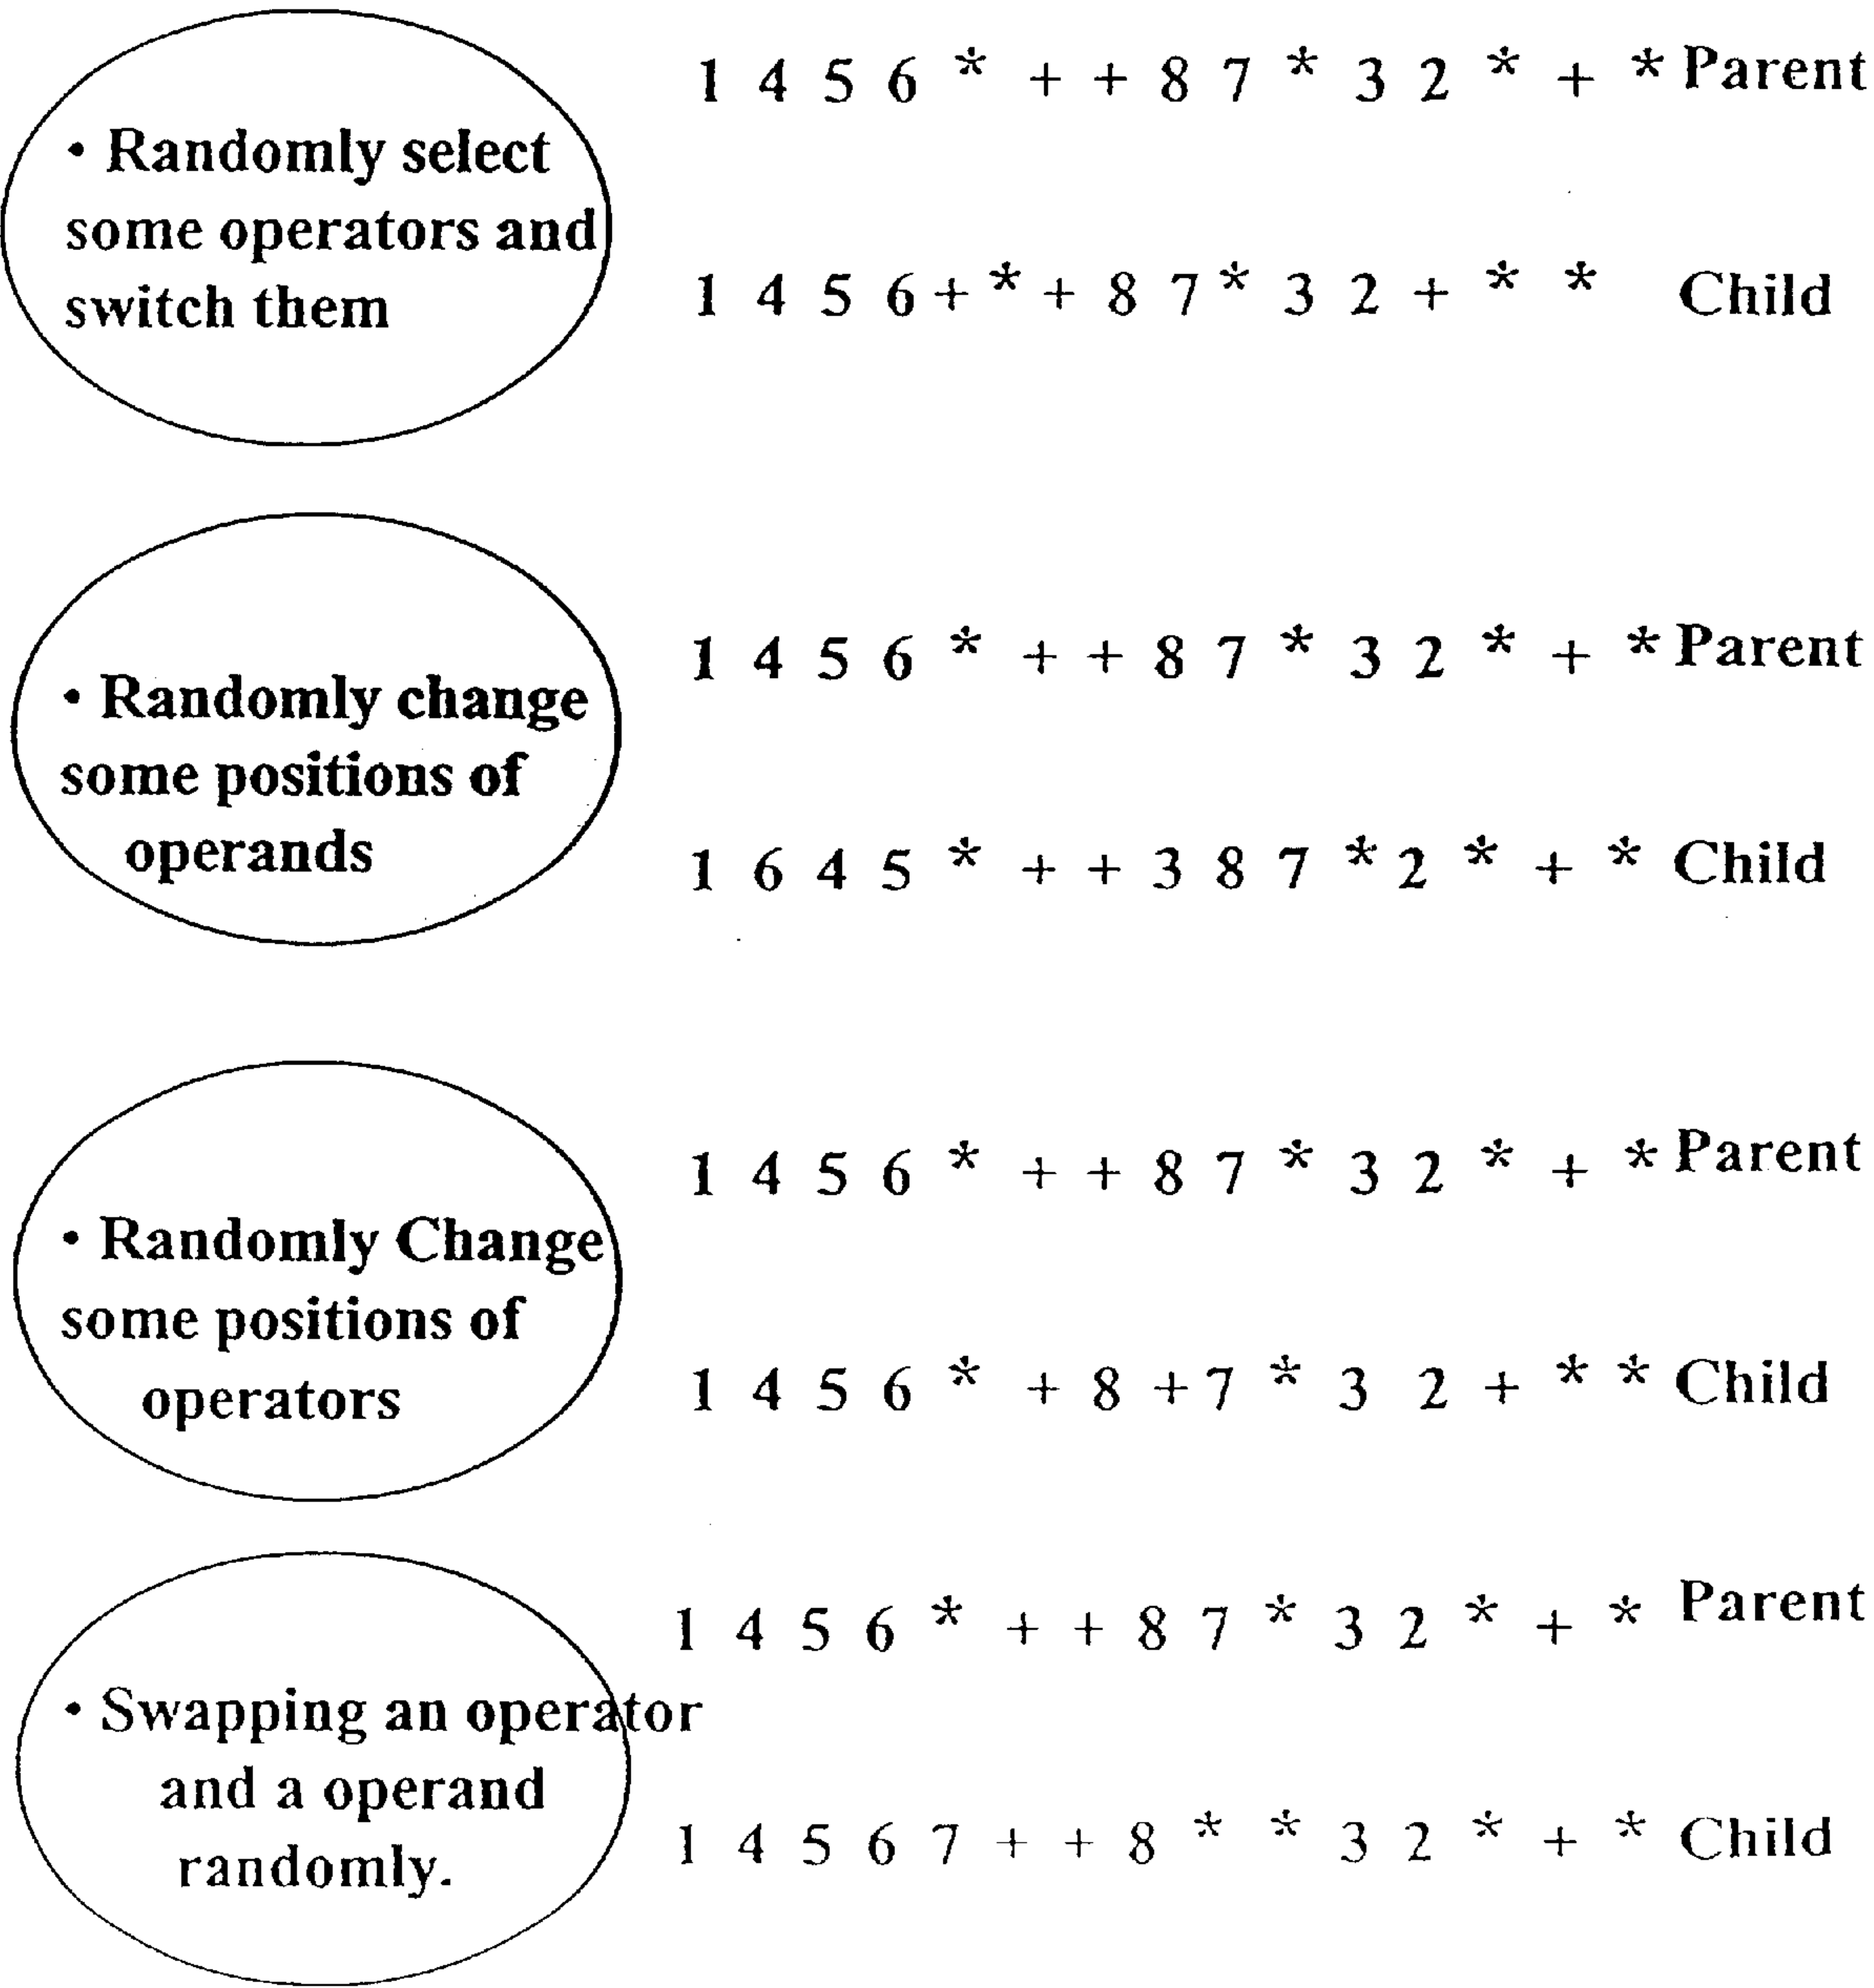 1 4 5 6 * + + 8 7 * 3 2 * + * Parent
• Randomly select
some operators and
switch them
1 4 5 6 + * + 8 7 * 3 2 + * * Child
• Randomly change
some positions of
operands
1 4 5 6 * + + 8 7 * 3 2 * + * Parent
1 6 4 5 * + + 3 8 7 * 2 * + * Child
• Randomly Change
some positions of
operators
1 4 5 6 * + + 8 7 * 3 2 * + * Parent
1 4 5 6 * + 8 + 7 * 3 2 + * * Child
• Swapping an operator
and a operand
randomly.
1 4 5 6 * + + 8 7 * 3 2 * + * Parent
1 4 5 6 7 + + 8 * * 3 2 * + * Child